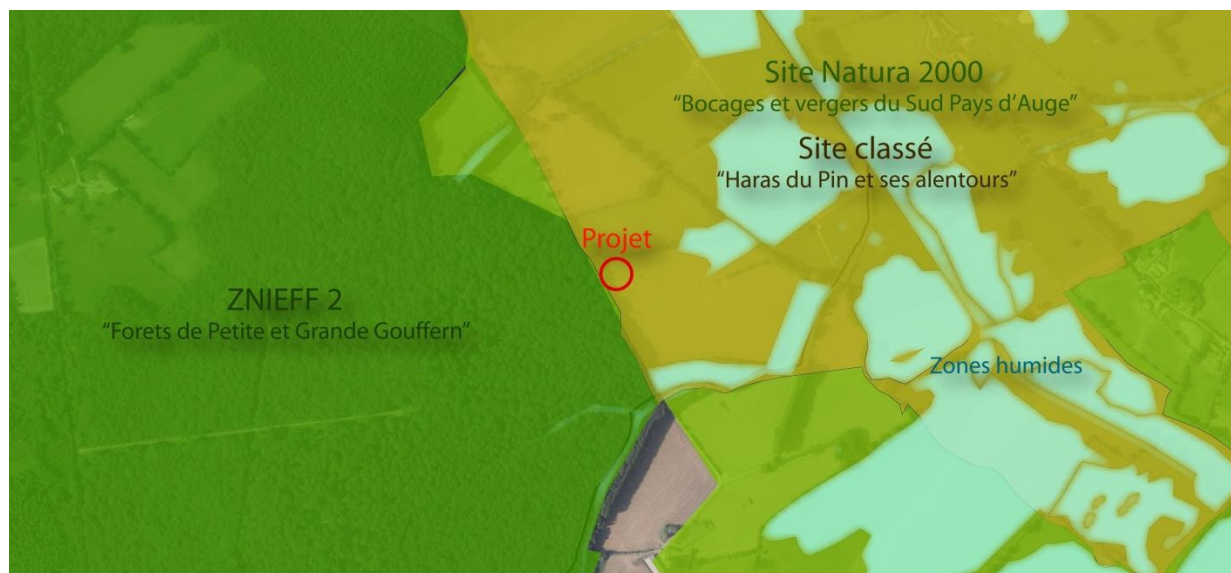 Site Natura 2000
“Bocages et vergers du Sud Pays d’Auge”
Site classé
“Haras du Pin et ses alentours”
Projet
ZNIEFF 2
“Forets de Petite et Grande Gouffern”
Zones humides